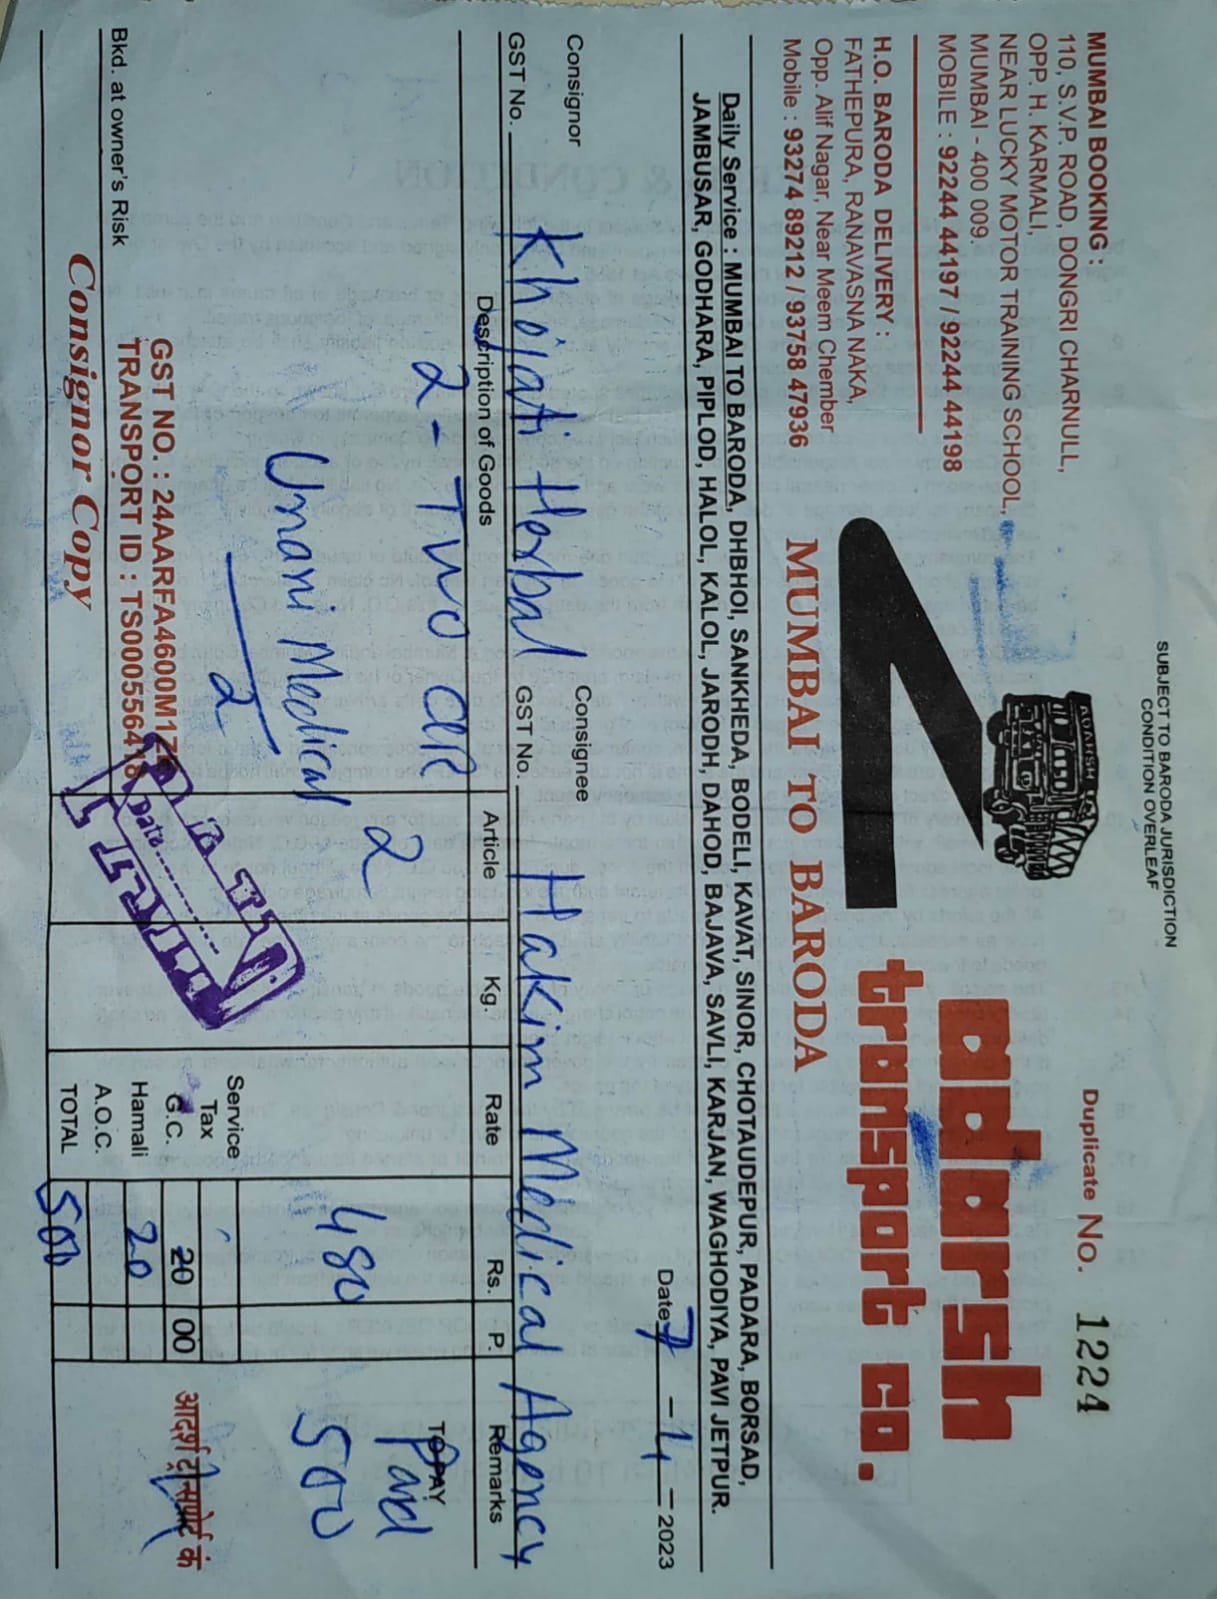 SUBJECT TO BARODA JURISDICTION
CONDITION OVERLEAF
MUMBAI BOOKING :
110, S.V.P. ROAD, DONGRI CHARNULL,
OPP. H. KARMALI,
NEAR LUCKY MOTOR TRAINING SCHOOL,
MUMBAI - 400 009
MOBILE : 92244 44197 / 92244 44198
H.O. BARODA DELIVERY :
FATHEPURA, RANAVASNA NAKA,
Opp. Alif Nagar, Near Meem Chember
Mobile : 93274 89212 / 93758 47936
ADARSH
Duplicate No. 1224
adarsh
transport co.
MUMBAI TO BARODA
Daily Service : MUMBAI TO BARODA, DHBHOI, SANKHEDA, BODELI, KAVAT, SINOR, CHOTAUDEPUR, PADARA, BORSAD,
JAMBUSAR, GODHARA, PIPLOD, HALOL, KALOL, JARODH, DAHOD, BAJAVA, SAVLI, KARJAN, WAGHODIYA, PAVI JETPUR.
Date 7 - 11 - 2023
Consignor Consignee
Khijati Herbal Hakim Medical Agency
GST No. GST No.
Description of Goods Article Kg. Rate Rs. P Remarks
2 - Two 2 480 TOPAY
Paid
Unani Medical 500
2
Service
Tax
G.C. 20 00
Hamali 20
A.O.C.
TOTAL 500
GST NO. : 24AAARFA4600M1Z
TRANSPORT ID : TS00055641
Date
आदर्श ट्रान्सपोर्ट कं
Bkd. at owner's Risk
Consignor Copy